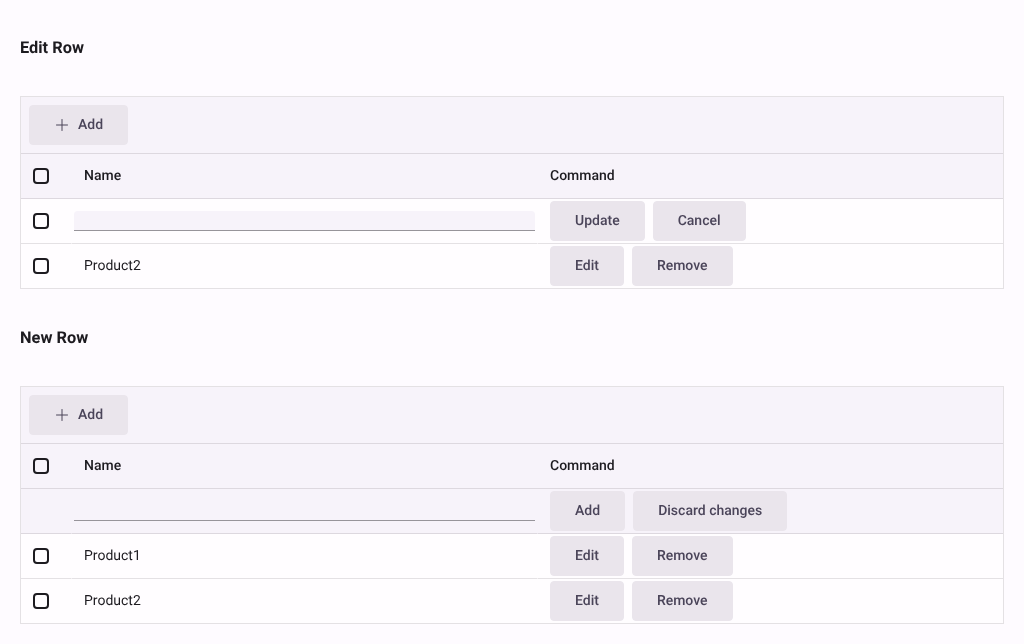 Edit Row
Add
Name Command
Update Cancel
Product2 Edit Remove
New Row
Add
Name Command
Add Discard changes
Product1 Edit Remove
Product2 Edit Remove